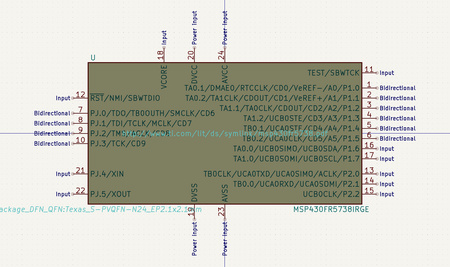 Power Input
Power Input
Input
18
20
24
U
VCORE
DVCC
AVCC
TEST/SBWTCK 11 Input
TA0.1/DMAE0/RTCCLK/CD0/VeREF-/A0/P1.0 1 Bidirectional
Input 12 RST/NMI/SBWTDIO
TA0.2/TA1CLK/CDOUT/CD1/VeREF+/A1/P1.1 2 Bidirectional
TA1.1/TA0CLK/CDOUT/CD2/A2/P1.2 3 Bidirectional
Bidirectional 7 PJ.0/TDO/TB0OUTH/SMCLK/CD6
TA1.2/UCB0STE/CD3/A3/P1.3 4 Bidirectional
Bidirectional 8 PJ.1/TDI/TCLK/MCLK/CD7
TB0.1/UCA0STE/CD4/A4/P1.4 5 Bidirectional
Bidirectional 9
TB0.2/UCA0CLK/CD5/A5/P1.5 6 Bidirectional
Bidirectional 10 PJ.3/TCK/CD9
TA0.0/UCB0SIMO/UCB0SDA/P1.6 16 Input
TA1.0/UCB0SOMI/UCB0SCL/P1.7 17 Input
Input 21 PJ.4/XIN
TB0CLK/UCA0TXD/UCA0SIMO/ACLK/P2.0 13 Input
TB0.0/UCA0RXD/UCA0SOMI/P2.1 14 Input
Input 22 PJ.5/XOUT
UCB0CLK/P2.2 15 Input
DVSS
AVSS
ackage_DFN_QFN:Texas_S-PVQFN-N24_EP2.1x2.1mm
MSP430FR5738IRGE
19
23
Power Input
Power Input